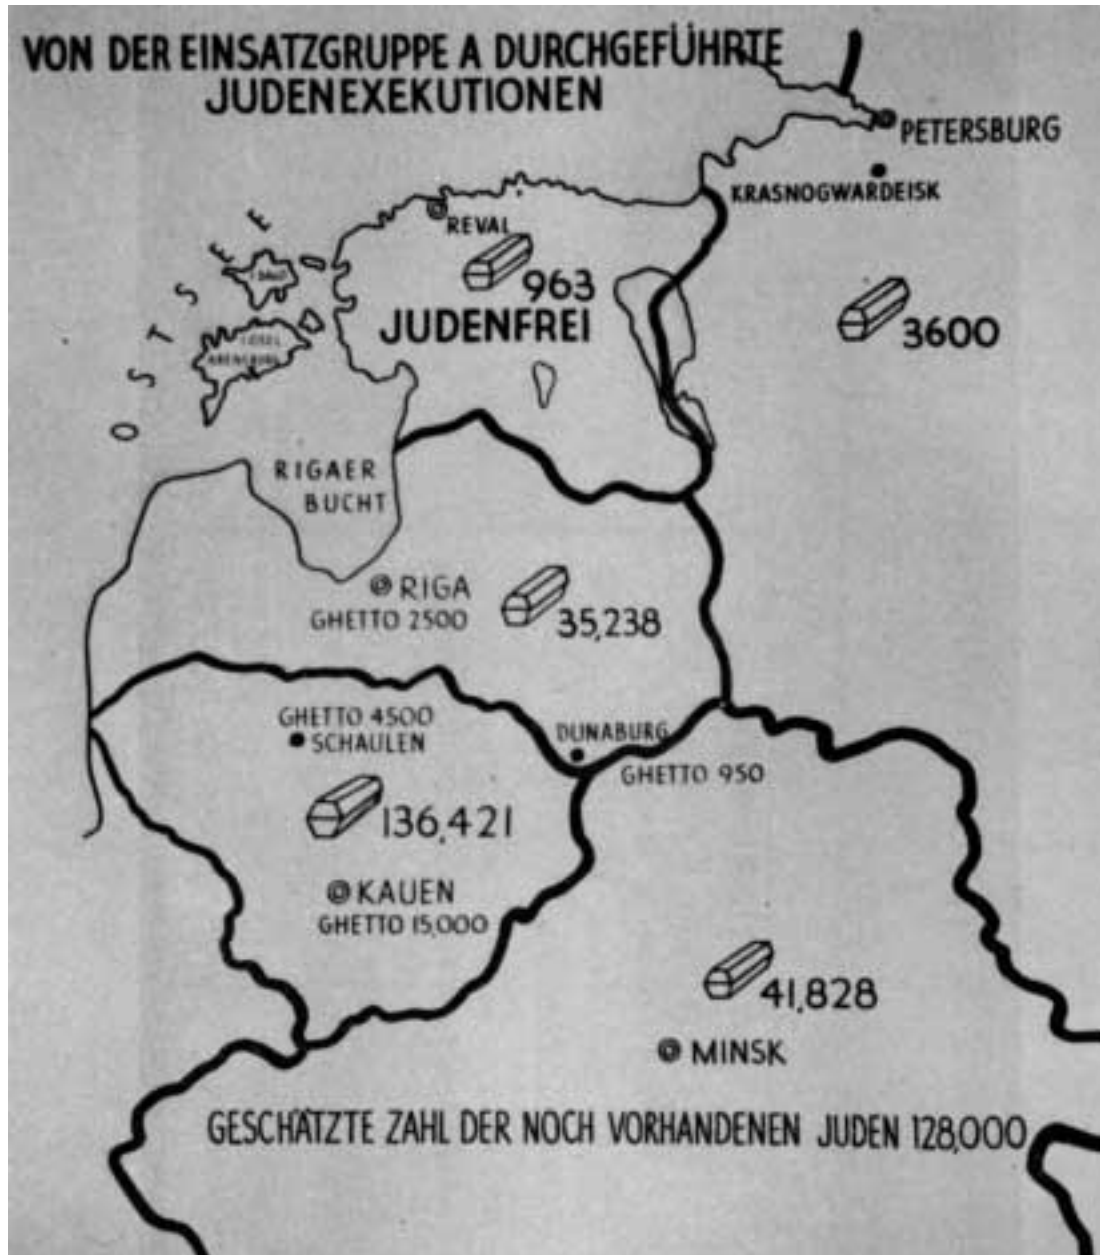 VON DER EINSATZGRUPPE A DURCHGEFÜHRTE
JUDENEXEKUTIONEN
PETERSBURG
KRASNOGWARDEISK
REVAL
963
JUDENFREI
3600
OSTSEE
RIGAER
BUCHT
RIGA
GHETTO 2500
35,238
GHETTO 4500
SCHAULEN
DÜNABURG
GHETTO 950
136,421
KAUEN
GHETTO 15,000
41,828
MINSK
GESCHÄTZTE ZAHL DER NOCH VORHANDENEN JUDEN 128,000